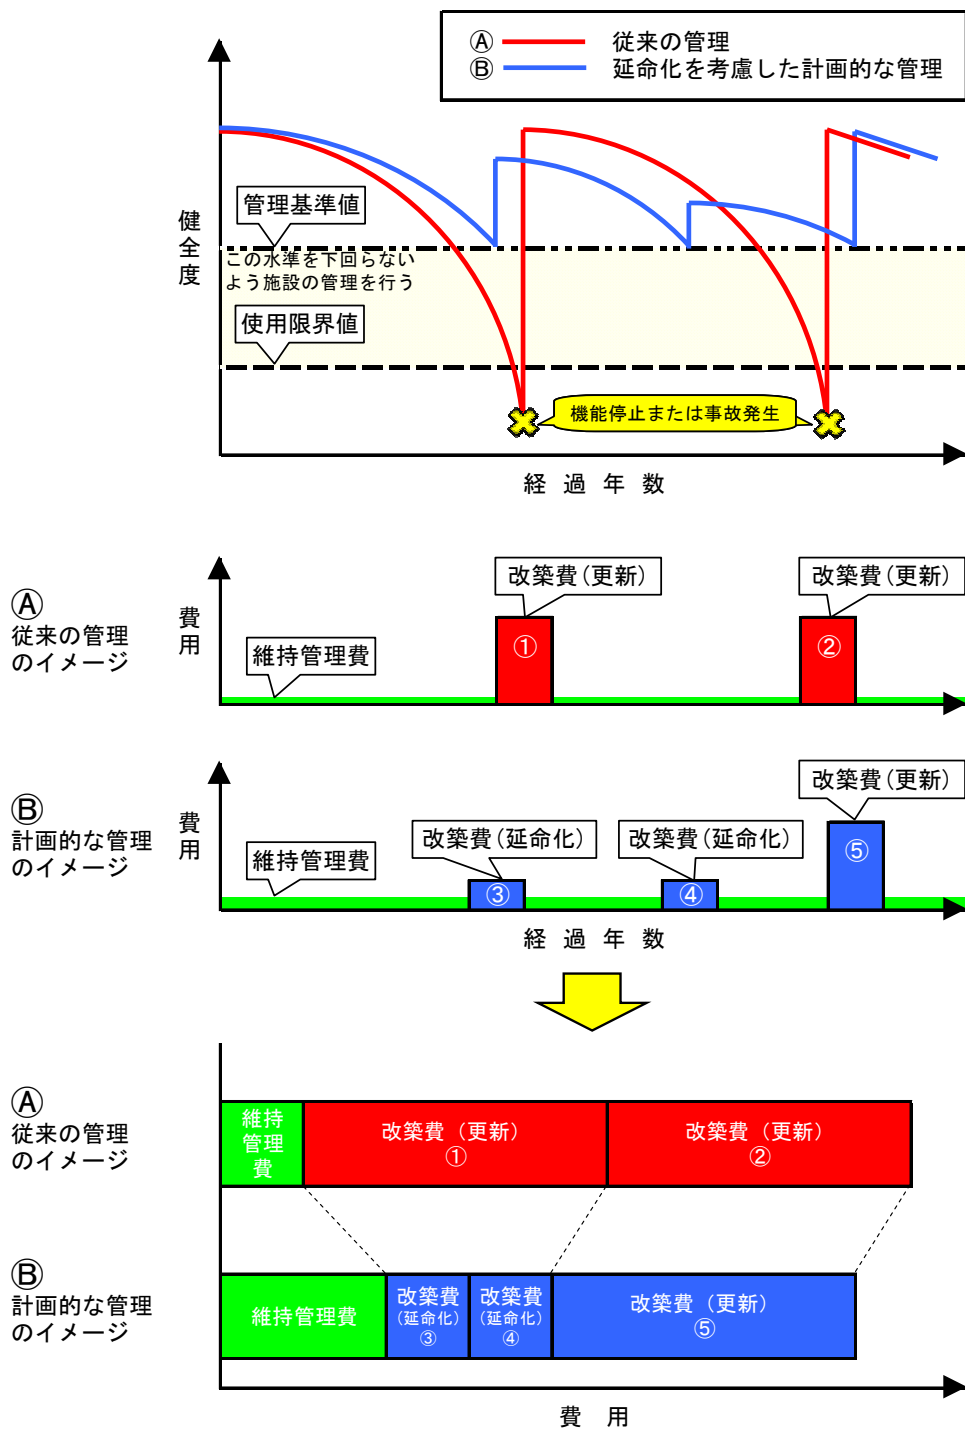 Ⓐ 従来の管理
Ⓑ 延命化を考慮した計画的な管理
健全度
管理基準値
この水準を下回らない
よう施設の管理を行う
使用限界値
機能停止または事故発生
経過年数
Ⓐ
従来の管理
のイメージ
費用
維持管理費
改築費(更新)
①
改築費(更新)
②
Ⓑ
計画的な管理
のイメージ
費用
維持管理費
改築費(延命化)
③
改築費(延命化)
④
改築費(更新)
⑤
経過年数
Ⓐ
従来の管理
のイメージ
維持
管理
費
改築費（更新）
①
改築費（更新）
②
Ⓑ
計画的な管理
のイメージ
維持管理費
改築費
(延命化)
③
改築費
(延命化)
④
改築費（更新）
⑤
費用